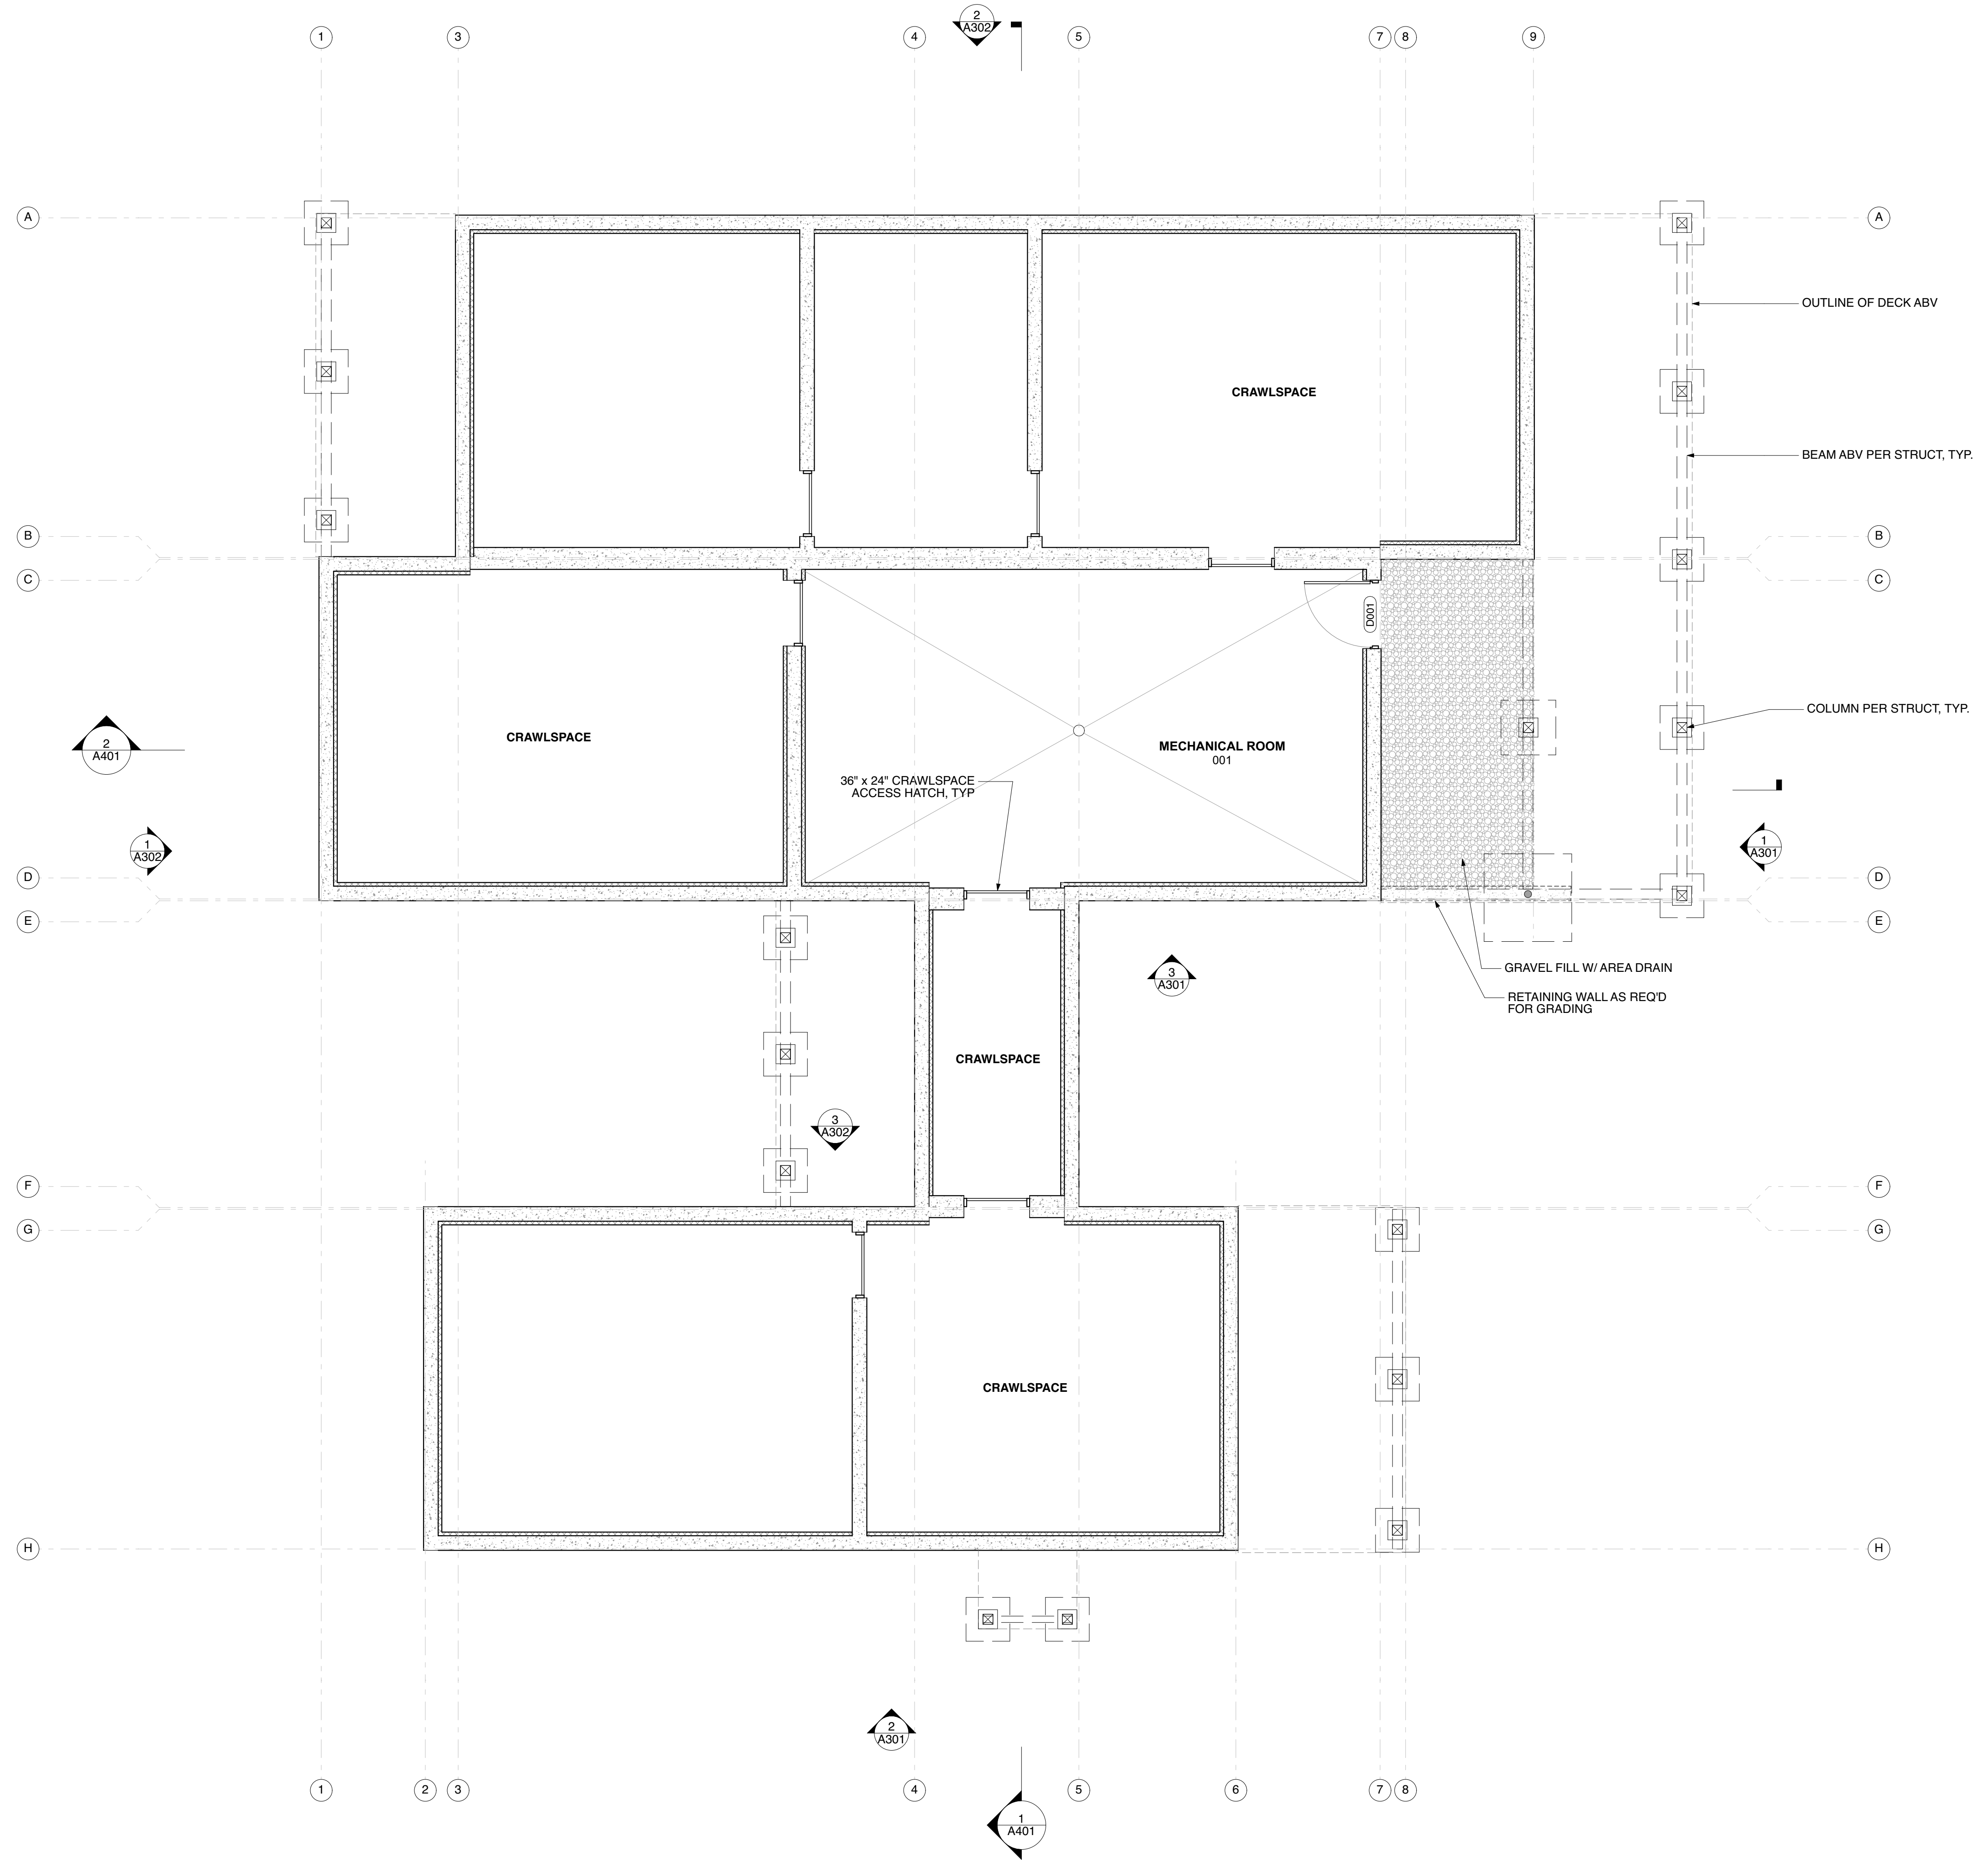 2
A302
1
3
4
5
7
8
9
A
A
OUTLINE OF DECK ABV
CRAWLSPACE
BEAM ABV PER STRUCT, TYP.
B
B
C
C
D001
COLUMN PER STRUCT, TYP.
CRAWLSPACE
MECHANICAL ROOM
001
2
A401
36" x 24" CRAWLSPACE
ACCESS HATCH, TYP
1
A302
1
A301
D
D
E
E
3
A301
GRAVEL FILL W/ AREA DRAIN
RETAINING WALL AS REQ'D
FOR GRADING
CRAWLSPACE
3
A302
F
F
G
G
CRAWLSPACE
H
H
2
A301
1
2
3
4
5
6
7
8
1
A401